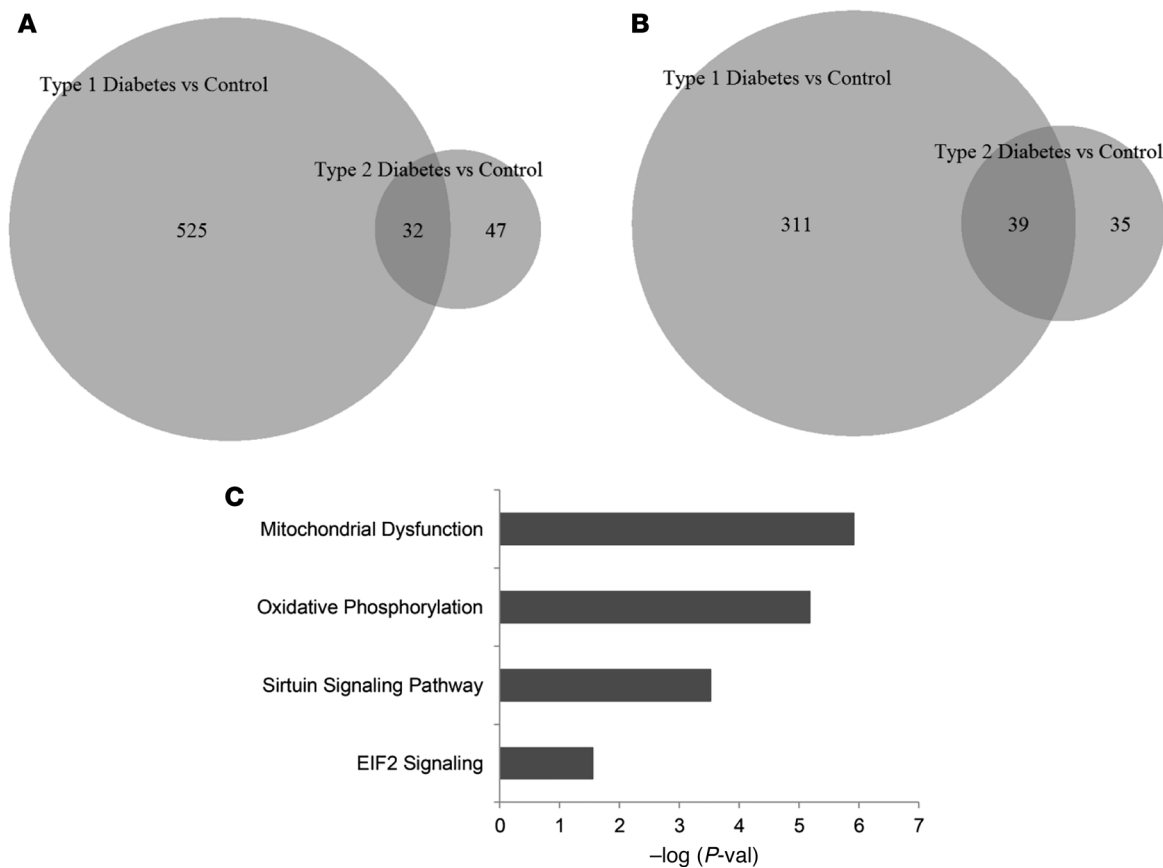 A
Type 1 Diabetes vs Control
Type 2 Diabetes vs Control
525
32
47
B
Type 1 Diabetes vs Control
Type 2 Diabetes vs Control
311
39
35
C
Mitochondrial Dysfunction
Oxidative Phosphorylation
Sirtuin Signaling Pathway
EIF2 Signaling
0 1 2 3 4 5 6 7
–log (P-val)